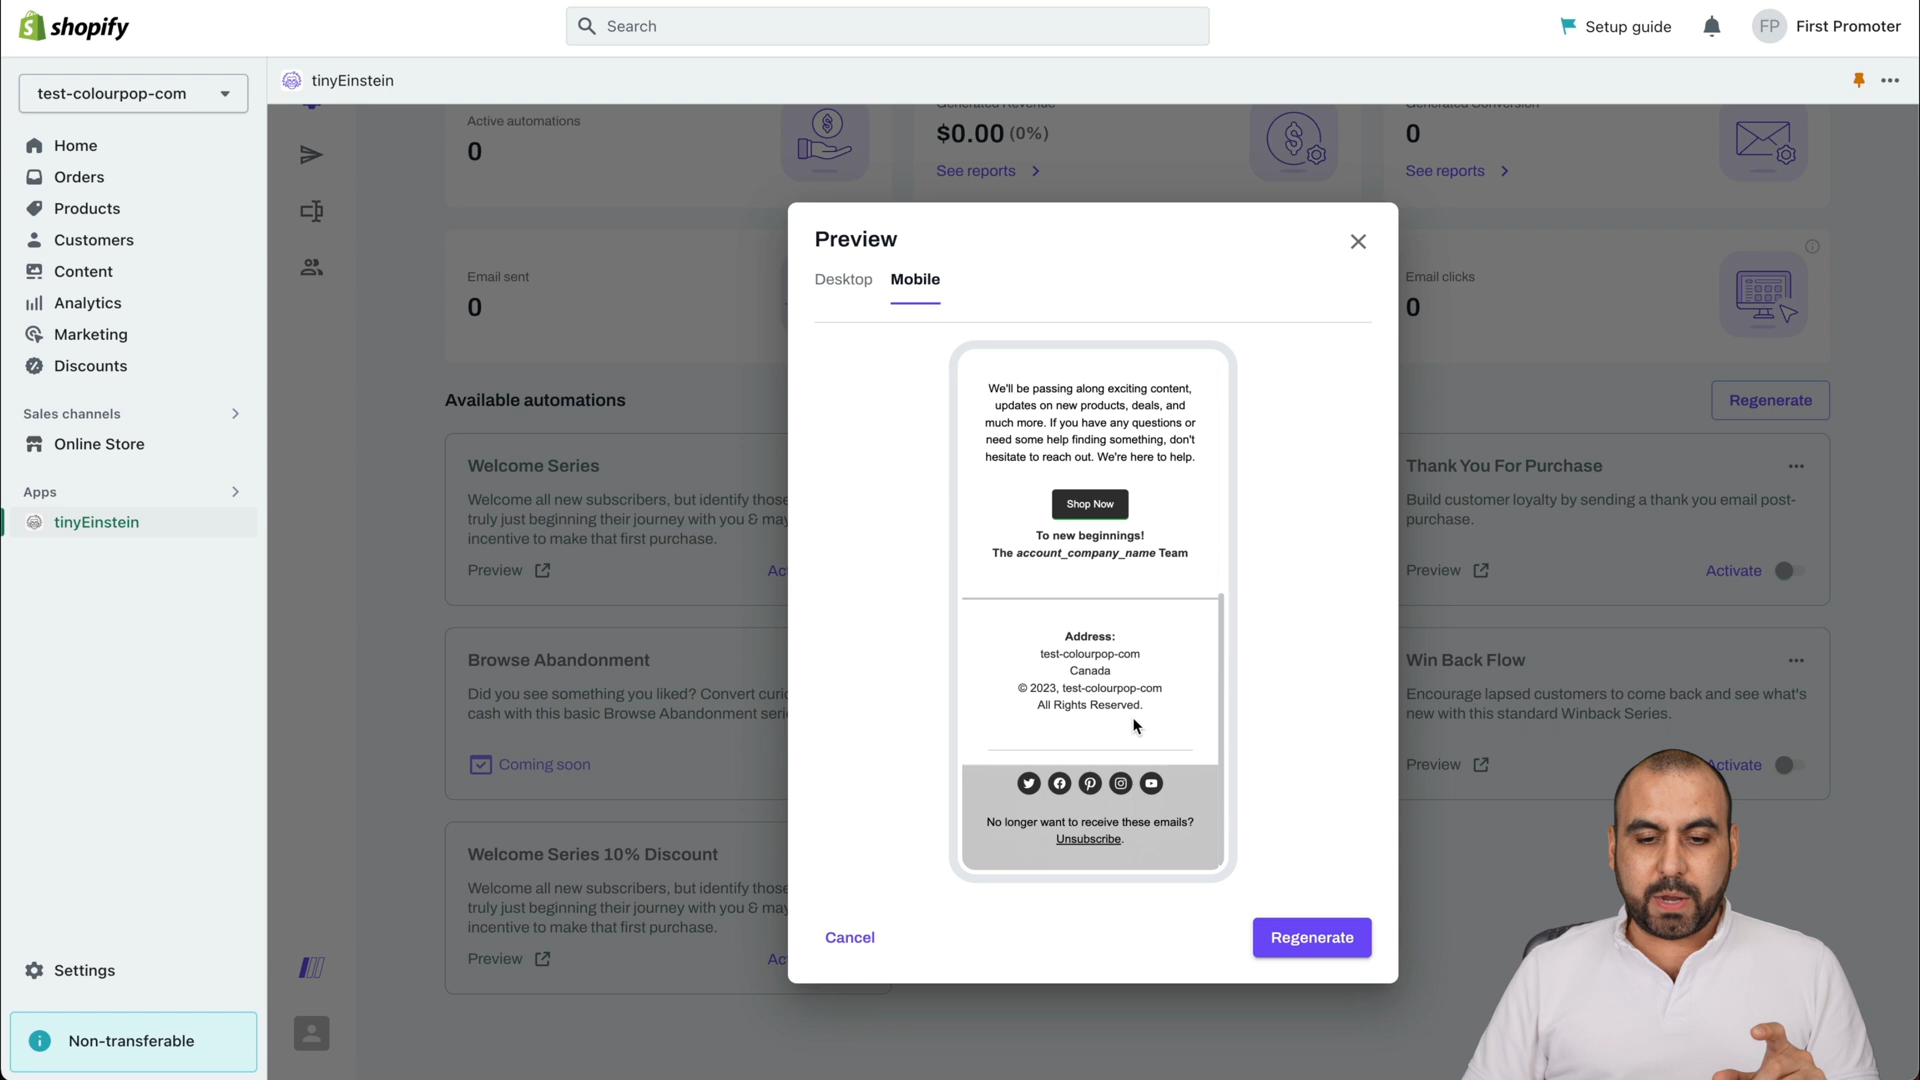 shopify
Search
Setup guide
FP
First Promoter
test-colourpop-com
tinyEinstein
Home
Orders
Products
Customers
Content
Analytics
Marketing
Discounts
Sales channels
Online Store
Apps
tinyEinstein
Settings
Non-transferable
Active automations
0
Generated Revenue
$0.00 (0%)
See reports
Generated Conversion
0
See reports
Email sent
0
Email clicks
0
Available automations
Regenerate
Welcome Series
Welcome all new subscribers, but identify those
truly just beginning their journey with you & may
incentive to make that first purchase.
Preview
Ac
Browse Abandonment
Did you see something you liked? Convert curi
cash with this basic Browse Abandonment seri
Coming soon
Welcome Series 10% Discount
Welcome all new subscribers, but identify those
truly just beginning their journey with you & may
incentive to make that first purchase.
Preview
Ac
Thank You For Purchase
Build customer loyalty by sending a thank you email post-
purchase.
Preview
Activate
Win Back Flow
Encourage lapsed customers to come back and see what's
new with this standard Winback Series.
Preview
Activate
Preview
Desktop
Mobile
We'll be passing along exciting content,
updates on new products, deals, and
much more. If you have any questions or
need some help finding something, don't
hesitate to reach out. We're here to help.
Shop Now
To new beginnings!
The account_company_name Team
Address:
test-colourpop-com
Canada
© 2023, test-colourpop-com
All Rights Reserved.
No longer want to receive these emails?
Unsubscribe.
Cancel
Regenerate